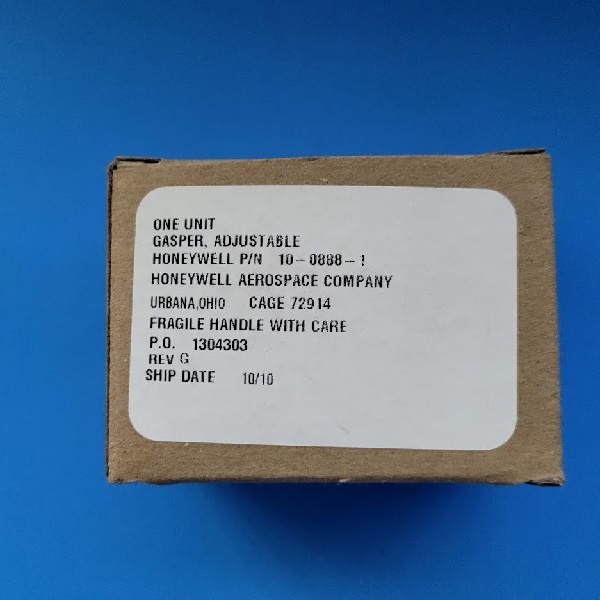 ONE UNIT
GASPER, ADJUSTABLE
HONEYWELL P/N 10-0888-1
HONEYWELL AEROSPACE COMPANY
URBANA,OHIO CAGE 72914
FRAGILE HANDLE WITH CARE
P.O. 1304303
REV G
SHIP DATE 10/10